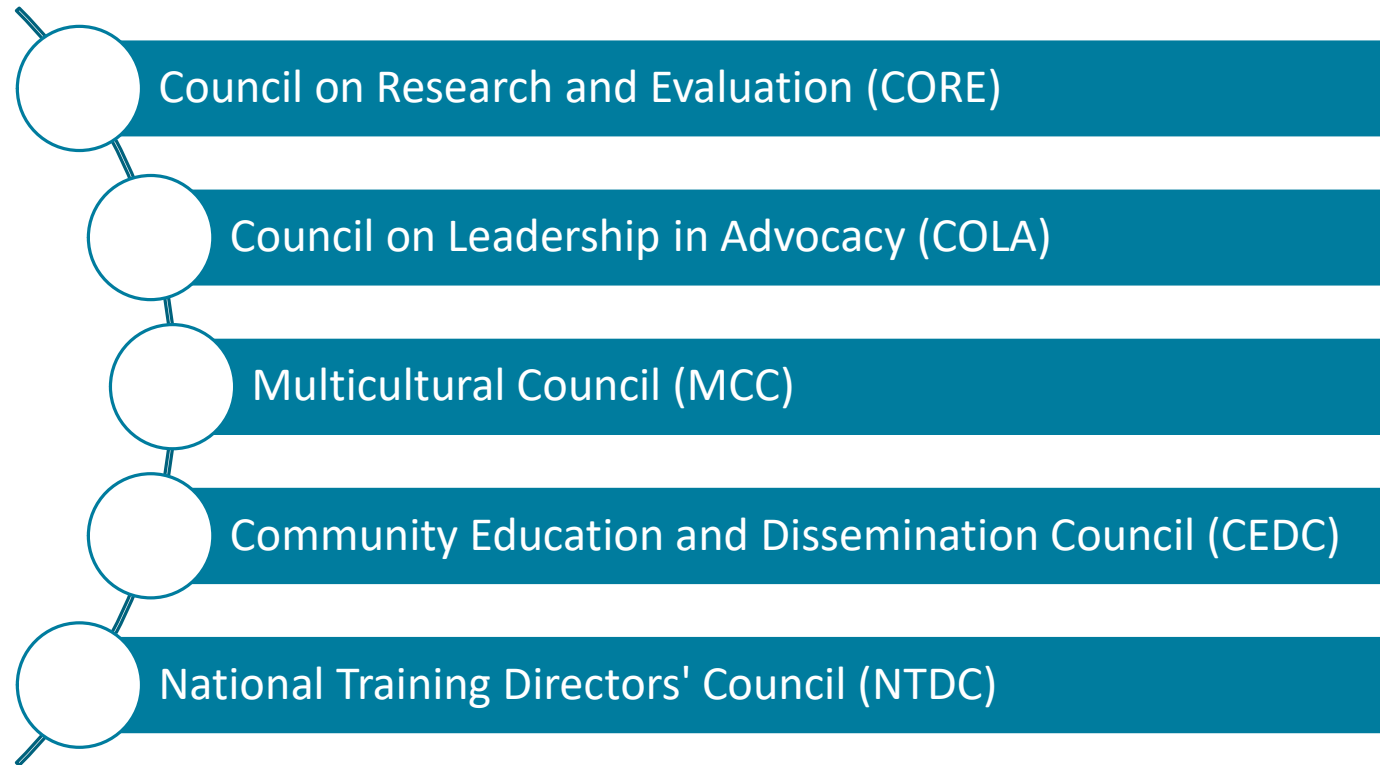 Council on Research and Evaluation (CORE)
Council on Leadership in Advocacy (COLA)
Multicultural Council (MCC)
Community Education and Dissemination Council (CEDC)
National Training Directors' Council (NTDC)